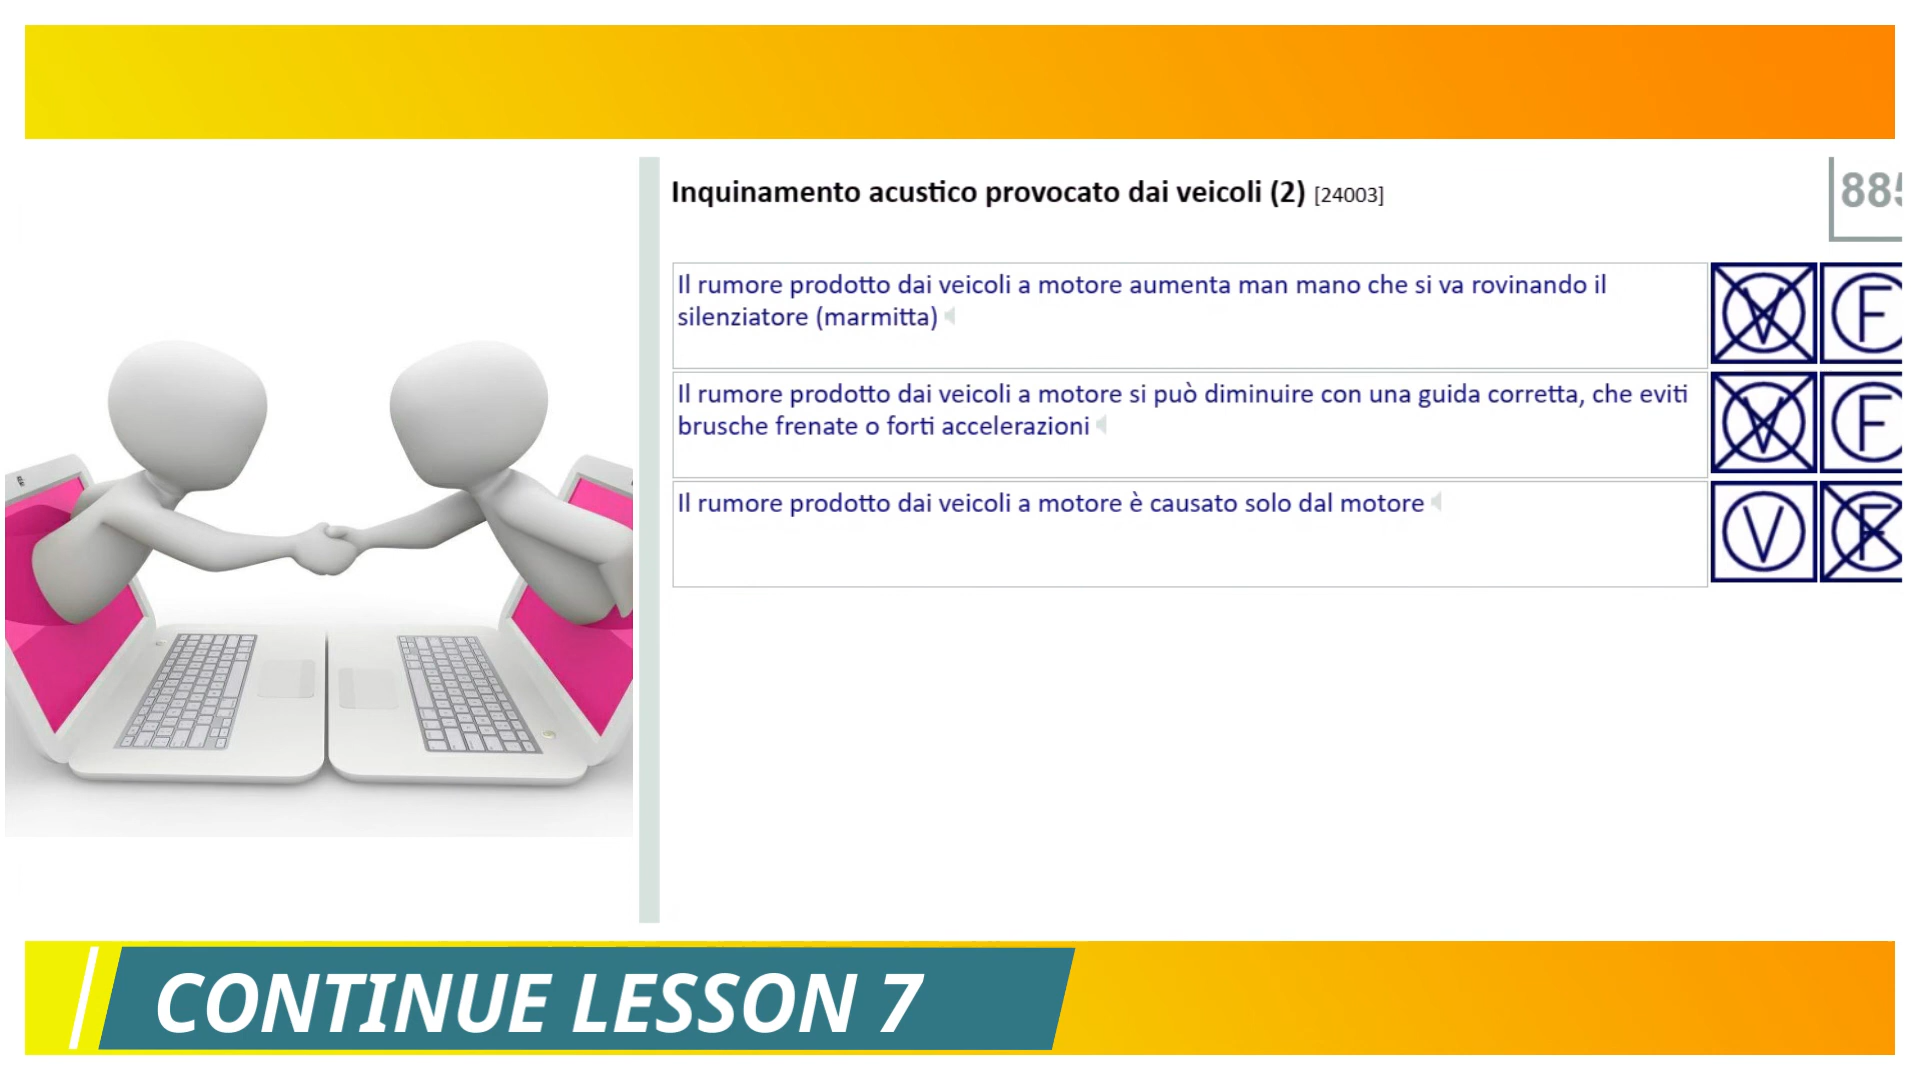 Inquinamento acustico provocato dai veicoli (2) [24003]
Il rumore prodotto dai veicoli a motore aumenta man mano che si va rovinando il
silenziatore (marmitta)
V F
Il rumore prodotto dai veicoli a motore si può diminuire con una guida corretta, che eviti
brusche frenate o forti accelerazioni
V F
Il rumore prodotto dai veicoli a motore è causato solo dal motore
V F
CONTINUE LESSON 7